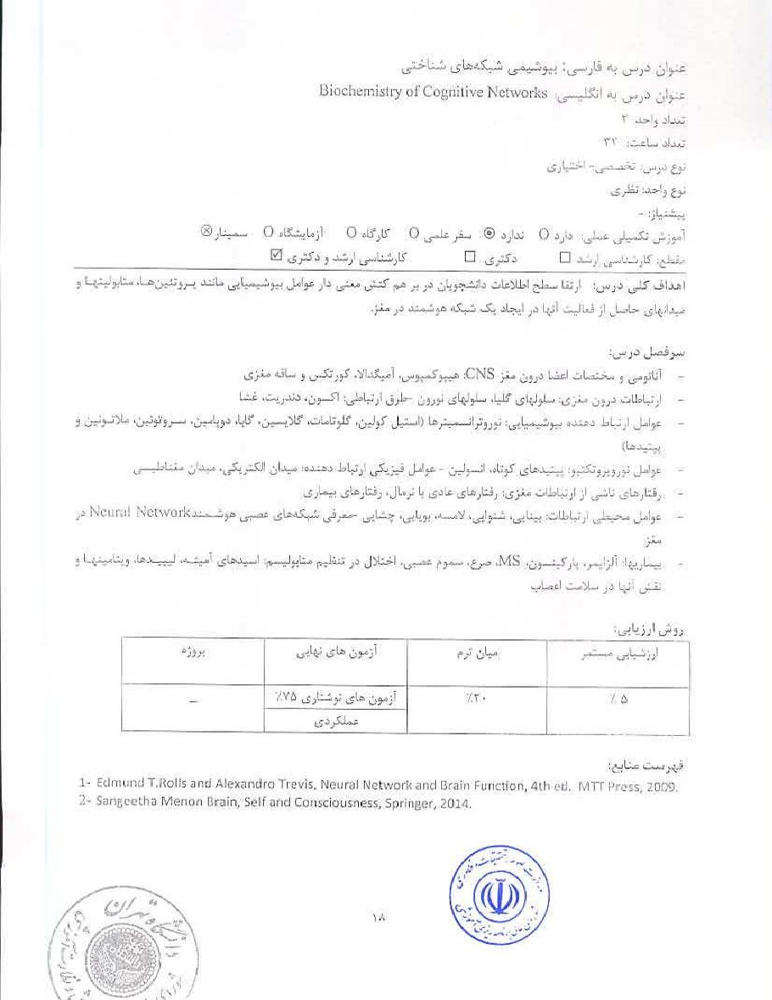 عنوان درس به فارسی: بیوشیمی شبکه‌های شناختی
عنوان درس به انگلیسی: Biochemistry of Cognitive Networks
تعداد واحد: ۲
تعداد ساعت: ۳۲
نوع درس: تخصصی- اختیاری
نوع واحد: نظری
پیشنیاز: -
آموزش تکمیلی عملی: دارد O ندارد ◉ سفر علمی O کارگاه O آزمایشگاه O سمینار ⊗
مقطع: کارشناسی ارشد ☐ دکتری ☐ کارشناسی ارشد و دکتری ☑
اهداف کلی درس: ارتقا سطح اطلاعات دانشجویان در بر هم کنش معنی دار عوامل بیوشیمیایی مانند پروتئین‌ها، متابولیتها و
میدانهای حاصل از فعالیت آنها در ایجاد یک شبکه هوشمند در مغز.
سرفصل درس:
- آناتومی و مختصات اعضا درون مغز CNS: هیپوکمپوس، آمیگدالا، کورتکس و ساقه مغزی
- ارتباطات درون مغزی: سلولهای گلیا، سلولهای نورون -طرق ارتباطی: اکسون، دندریت، غشا
- عوامل ارتباط دهنده بیوشیمیایی: نوروترانسمیترها (استیل کولین، گلوتامات، گلایسین، گابا، دوپامین، سروتونین، ملاتونین و
پپتیدها)
- عوامل نوروپروتکتیو: پپتیدهای کوتاه، انسولین - عوامل فیزیکی ارتباط دهنده: میدان الکتریکی، میدان مغناطیسی
- رفتارهای ناشی از ارتباطات مغزی: رفتارهای عادی یا نرمال، رفتارهای بیماری
- عوامل محیطی ارتباطات: بینایی، شنوایی، لامسه، بویایی، چشایی -معرفی شبکه‌های عصبی هوشمند Neural Network در
مغز
- بیماریها: آلزایمر، پارکینسون، MS، صرع، سموم عصبی، اختلال در تنظیم متابولیسم: اسیدهای آمینه، لیپیدها، ویتامینها و
نقش آنها در سلامت اعصاب
روش ارزیابی:
ارزشیابی مستمر میان ترم آزمون های نهایی پروژه
۵ ٪ ۲۰٪ آزمون های نوشتاری ۷۵٪ –
عملکردی
فهرست منابع:
1- Edmund T.Rolls and Alexandro Trevis, Neural Network and Brain Function, 4th ed. MTT Press, 2009.
2- Sangeetha Menon Brain, Self and Consciousness, Springer, 2014.
دانشگاه تهران
۱۸